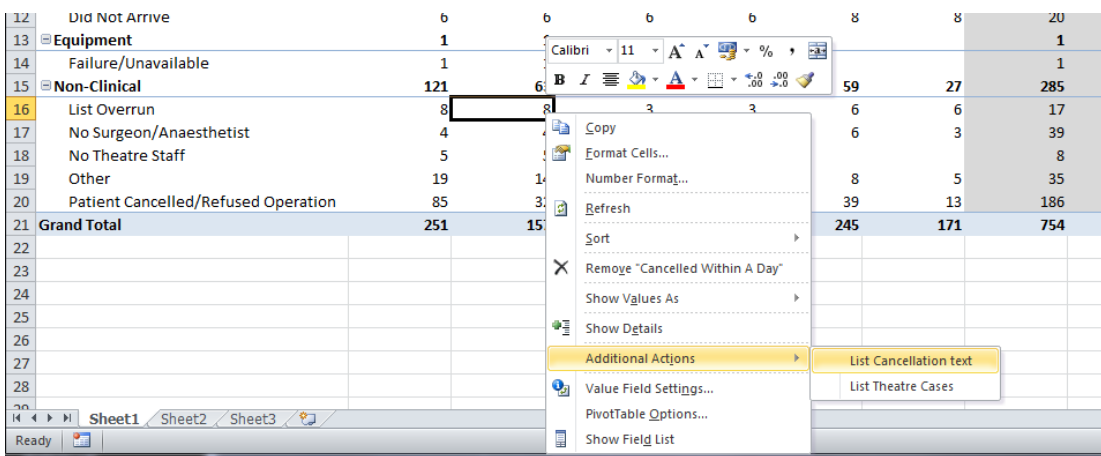 12 Did Not Arrive 6 6 6 6 8 8 20
13 Equipment 1 1
14 Failure/Unavailable 1 1
15 Non-Clinical 121 59 27 285
16 List Overrun 8 8 3 3 6 6 17
17 No Surgeon/Anaesthetist 4 6 3 39
18 No Theatre Staff 5 8
19 Other 19 8 5 35
20 Patient Cancelled/Refused Operation 85 39 13 186
21 Grand Total 251 245 171 754
22
23
24
25
26
27
28
Calibri 11 A A % ,
B I A .0 .00 .00 .0
Copy
Format Cells...
Number Format...
Refresh
Sort
Remove "Cancelled Within A Day"
Show Values As
Show Details
Additional Actions
List Cancellation text
List Theatre Cases
Value Field Settings...
PivotTable Options...
Show Field List
Sheet1 Sheet2 Sheet3
Ready